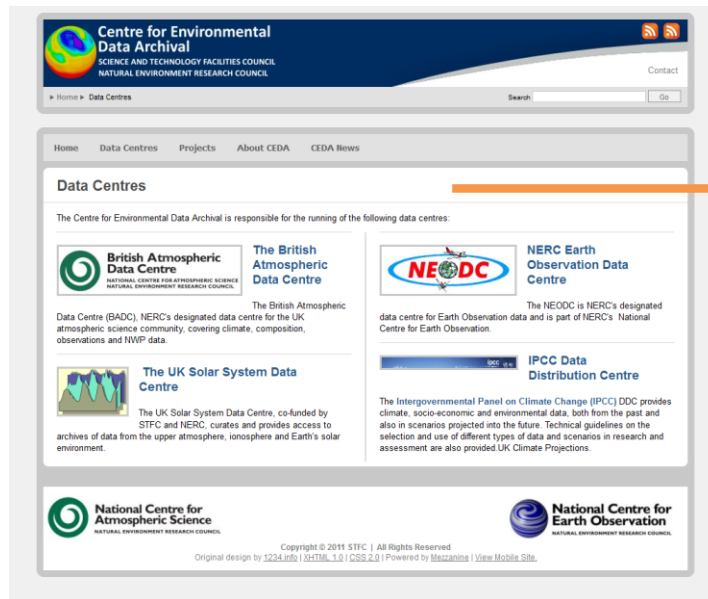 Centre for Environmental
Data Archival
SCIENCE AND TECHNOLOGY FACILITIES COUNCIL
NATURAL ENVIRONMENT RESEARCH COUNCIL
Contact
Home Data Centres
Search Go
Home Data Centres Projects About CEDA CEDA News
Data Centres
The Centre for Environmental Data Archival is responsible for the running of the following data centres:
British Atmospheric
Data Centre
NATIONAL CENTRE FOR ATMOSPHERIC SCIENCE
NATURAL ENVIRONMENT RESEARCH COUNCIL
The British
Atmospheric
Data Centre
The British Atmospheric
Data Centre (BADC), NERC's designated data centre for the UK
atmospheric science community, covering climate, composition,
observations and NWP data.
NEODC
NERC Earth
Observation Data
Centre
The NEODC is NERC's designated
data centre for Earth Observation data and is part of NERC's National
Centre for Earth Observation.
The UK Solar System Data
Centre
The UK Solar System Data Centre, co-funded by
STFC and NERC, curates and provides access to
archives of data from the upper atmosphere, ionosphere and Earth's solar
environment.
ipcc
IPCC Data
Distribution Centre
The Intergovernmental Panel on Climate Change (IPCC) DDC provides
climate, socio-economic and environmental data, both from the past and
also in scenarios projected into the future. Technical guidelines on the
selection and use of different types of data and scenarios in research and
assessment are also provided.UK Climate Projections.
National Centre for
Atmospheric Science
NATURAL ENVIRONMENT RESEARCH COUNCIL
National Centre for
Earth Observation
NATURAL ENVIRONMENT RESEARCH COUNCIL
Copyright © 2011 STFC | All Rights Reserved
Original design by 1234.info | XHTML 1.0 | CSS 2.0 | Powered by Mezzanine | View Mobile Site.